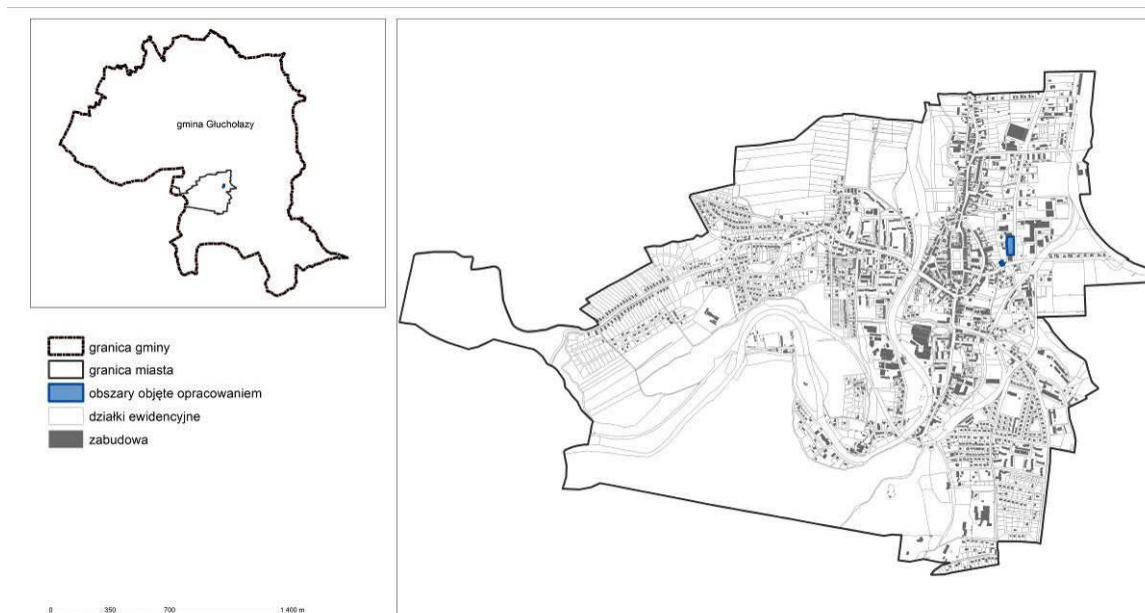 gmina Głuchołazy
granica gminy
granica miasta
obszary objęte opracowaniem
działki ewidencyjne
zabudowa
0 350 700 1 400 m